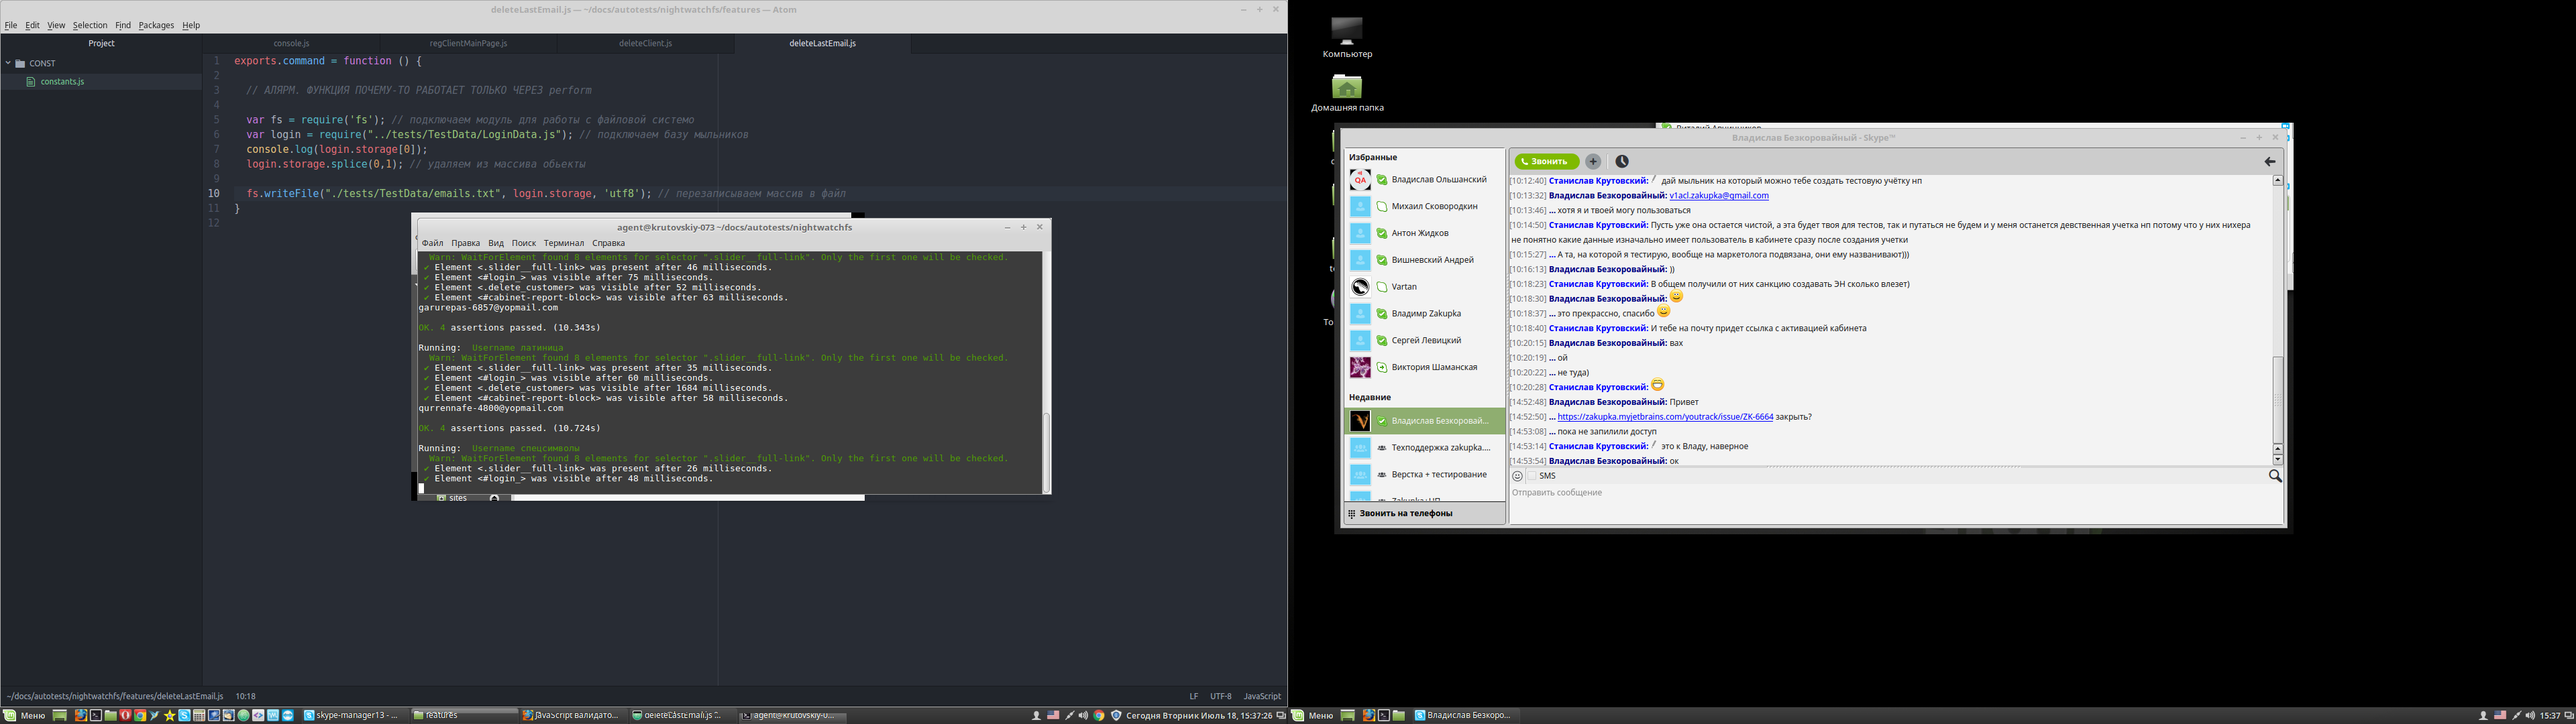 deleteLastEmail.js — ~/docs/autotests/nightwatchfs/features — Atom
File Edit View Selection Find Packages Help
Project
console.js
regClientMainPage.js
deleteClient.js
deleteLastEmail.js
CONST
constants.js
1 exports.command = function () {
2
3 // АЛЯРМ. ФУНКЦИЯ ПОЧЕМУ-ТО РАБОТАЕТ ТОЛЬКО ЧЕРЕЗ perform
4
5 var fs = require('fs'); // подключаем модуль для работы с файловой системо
6 var login = require("../tests/TestData/LoginData.js"); // подключаем базу мыльников
7 console.log(login.storage[0]);
8 login.storage.splice(0,1); // удаляем из массива обьекты
9
10 fs.writeFile("./tests/TestData/emails.txt", login.storage, 'utf8'); // перезаписываем массив в файл
11 }
12
agent@krutovskiy-073 ~/docs/autotests/nightwatchfs
Файл Правка Вид Поиск Терминал Справка
Warn: WaitForElement found 8 elements for selector ".slider__full-link". Only the first one will be checked.
✔ Element <.slider__full-link> was present after 46 milliseconds.
✔ Element <#login_> was visible after 75 milliseconds.
✔ Element <.delete_customer> was visible after 52 milliseconds.
✔ Element <#cabinet-report-block> was visible after 63 milliseconds.
garurepas-6857@yopmail.com
OK. 4 assertions passed. (10.343s)
Running: Username латиница
Warn: WaitForElement found 8 elements for selector ".slider__full-link". Only the first one will be checked.
✔ Element <.slider__full-link> was present after 35 milliseconds.
✔ Element <#login_> was visible after 60 milliseconds.
✔ Element <.delete_customer> was visible after 1684 milliseconds.
✔ Element <#cabinet-report-block> was visible after 58 milliseconds.
qurrennafe-4800@yopmail.com
OK. 4 assertions passed. (10.724s)
Running: Username спецсимволы
Warn: WaitForElement found 8 elements for selector ".slider__full-link". Only the first one will be checked.
✔ Element <.slider__full-link> was present after 26 milliseconds.
✔ Element <#login_> was visible after 48 milliseconds.
sites
~/docs/autotests/nightwatchfs/features/deleteLastEmail.js 10:18
LF UTF-8 JavaScript
Меню
skype-manager13 - ...
features
JavaScript валидато...
deleteLastEmail.js - ...
agent@krutovskiy-0...
Сегодня Вторник Июль 18, 15:37:26
Компьютер
Домашняя папка
Владислав Безкоровайный - Skype™
Избранные
Владислав Ольшанский
Михаил Сковородкин
Антон Жидков
Вишневский Андрей
Vartan
Владимр Zakupka
Сергей Левицкий
Виктория Шаманская
Недавние
Владислав Безкоровай...
Техподдержка zakupka....
Верстка + тестирование
Звонить на телефоны
Звонить
[10:12:40] Станислав Крутовский: дай мыльник на который можно тебе создать тестовую учётку нп
[10:13:32] Владислав Безкоровайный: v1acl.zakupka@gmail.com
[10:13:46] ... хотя я и твоей могу пользоваться
[10:14:50] Станислав Крутовский: Пусть уже она остается чистой, а эта будет твоя для тестов, так и путаться не будем и у меня останется девственная учетка нп потому что у них нихера
не понятно какие данные изначально имеет пользователь в кабинете сразу после создания учетки
[10:15:27] ... А та, на которой я тестирую, вообще на маркетолога подвязана, они ему названивают)))
[10:16:13] Владислав Безкоровайный: ))
[10:18:23] Станислав Крутовский: В общем получили от них санкцию создавать ЭН сколько влезет)
[10:18:30] Владислав Безкоровайный:
[10:18:37] ... это прекрассно, спасибо
[10:18:40] Станислав Крутовский: И тебе на почту придет ссылка с активацией кабинета
[10:20:15] Владислав Безкоровайный: вах
[10:20:19] ... ой
[10:20:22] ... не туда)
[10:20:28] Станислав Крутовский:
[14:52:48] Владислав Безкоровайный: Привет
[14:52:50] ... https://zakupka.myjetbrains.com/youtrack/issue/ZK-6664 закрыть?
[14:53:08] ... пока не запилили доступ
[14:53:14] Станислав Крутовский: это к Владу, наверное
[14:53:54] Владислав Безкоровайный: ок
SMS
Отправить сообщение
Меню
Владислав Безкоро...
15:37